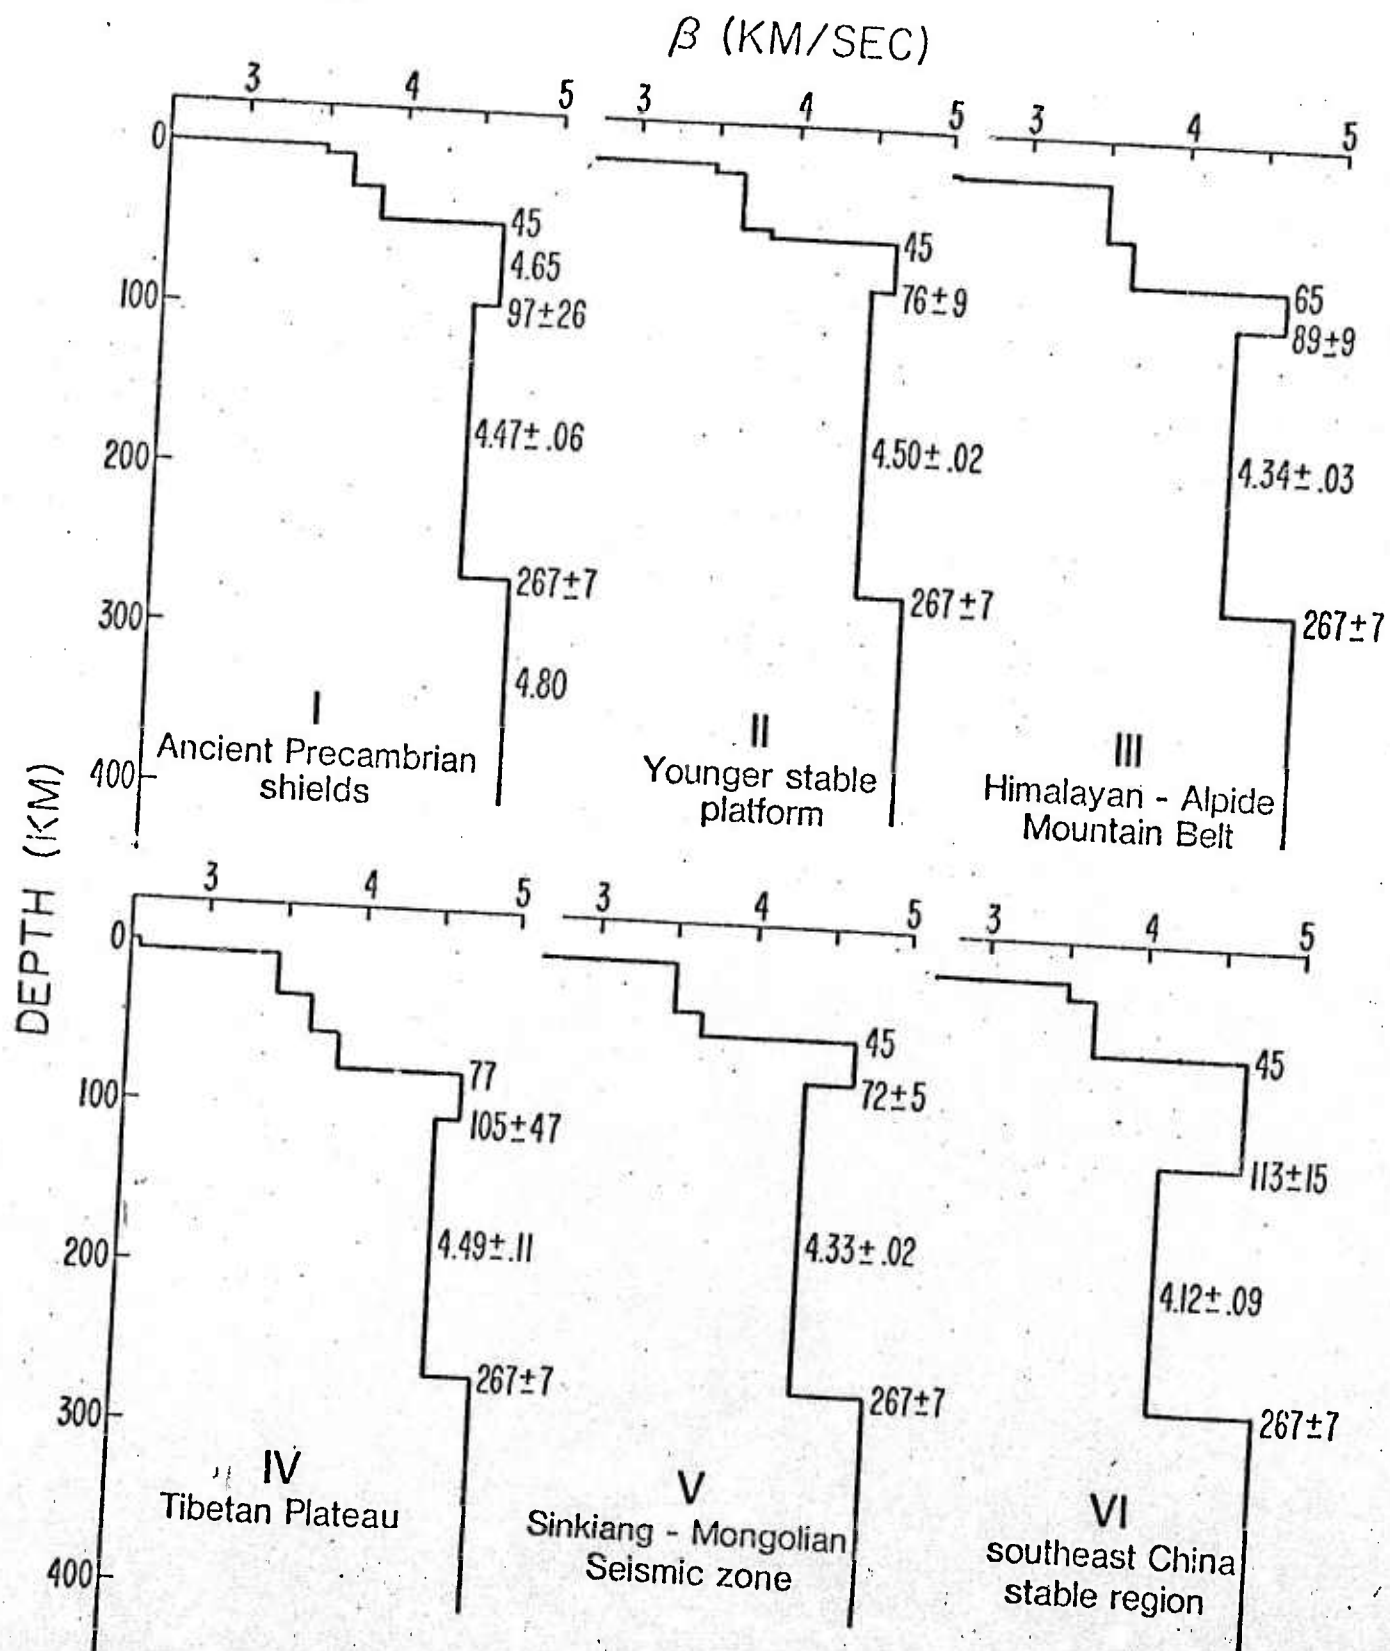 β (KM/SEC)
3 4 5 3 4 5 3 4 5
0
45
4.65
97±26
45
76±9
65
89±9
100
200
300
400
4.47±.06
4.50±.02
4.34±.03
267±7
267±7
267±7
4.80
I
Ancient Precambrian
shields
II
Younger stable
platform
III
Himalayan - Alpide
Mountain Belt
DEPTH (KM)
3 4 5 3 4 5 3 4 5
0
100
200
300
400
77
105±47
4.49±.11
267±7
IV
Tibetan Plateau
45
72±5
4.33±.02
267±7
V
Sinkiang - Mongolian
Seismic zone
45
113±15
4.12±.09
267±7
VI
southeast China
stable region